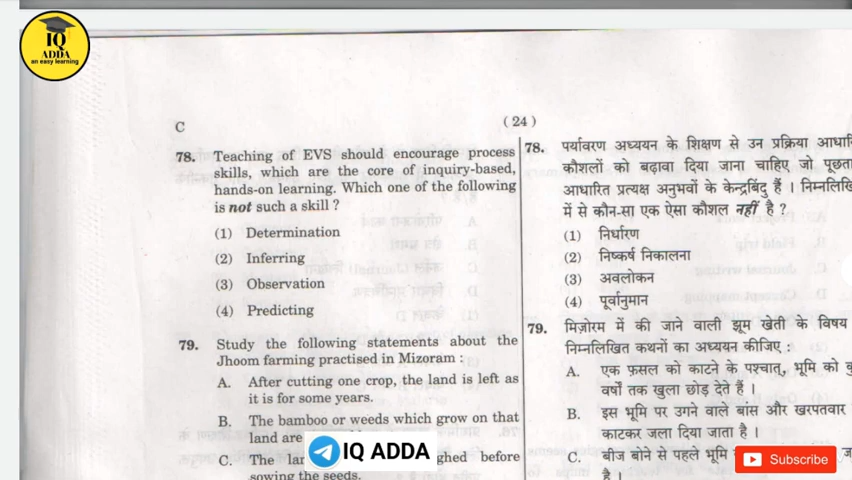 IQ
ADDA
an easy learning
C
( 24 )
78. Teaching of EVS should encourage process
skills, which are the core of inquiry-based,
hands-on learning. Which one of the following
is not such a skill ?
(1) Determination
(2) Inferring
(3) Observation
(4) Predicting
79. Study the following statements about the
Jhoom farming practised in Mizoram :
A. After cutting one crop, the land is left as
it is for some years.
B. The bamboo or weeds which grow on that
land are
C. The ghed before
sowing the seeds.
78. पर्यावरण अध्ययन के शिक्षण से उन प्रक्रिया
कौशलों को बढ़ावा दिया जाना चाहिए जो
आधारित प्रत्यक्ष अनुभवों के केन्द्रबिंदु हैं ।
में से कौन-सा एक ऐसा कौशल नहीं है ?
(1) निर्धारण
(2) निष्कर्ष निकालना
(3) अवलोकन
(4) पूर्वानुमान
79. मिज़ोरम में की जाने वाली झूम खेती के विषय
निम्नलिखित कथनों का अध्ययन कीजिए :
A. एक फ़सल को काटने के पश्चात्, भूमि को
वर्षों तक खुला छोड़ देते हैं ।
B. इस भूमि पर उगने वाले बांस और खरपतवार
काटकर जला दिया जाता है ।
C. बीज बोने से पहले भूमि
है ।
IQ ADDA
Subscribe